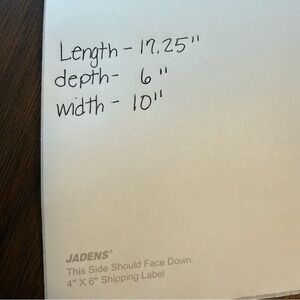 Length - 17.25"
depth - 6"
width - 10"
JADENS®
This Side Should Face Down.
4" X 6" Shipping Label